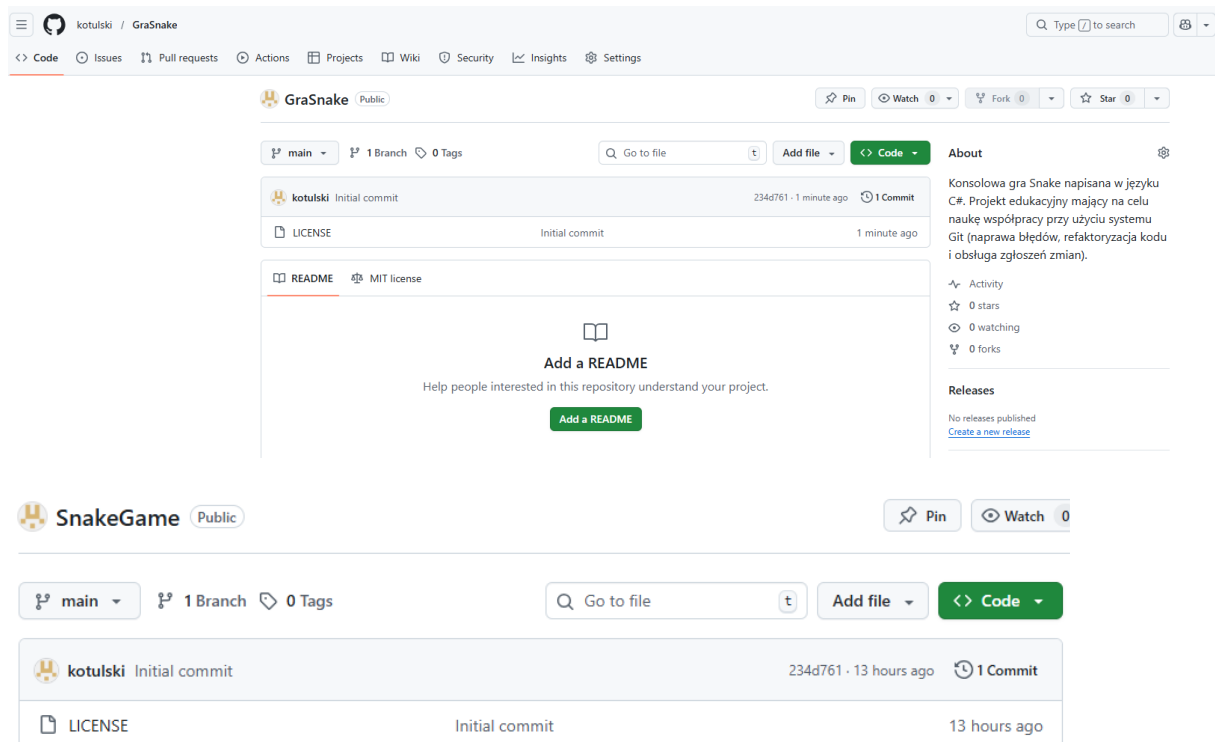 kotulski / GraSnake
Type / to search
Code Issues Pull requests Actions Projects Wiki Security Insights Settings
GraSnake Public
Pin Watch 0 Fork 0 Star 0
main 1 Branch 0 Tags
Go to file t Add file Code
kotulski Initial commit 234d761 · 1 minute ago 1 Commit
LICENSE Initial commit 1 minute ago
README MIT license
Add a README
Help people interested in this repository understand your project.
Add a README
About
Konsolowa gra Snake napisana w języku
C#. Projekt edukacyjny mający na celu
naukę współpracy przy użyciu systemu
Git (naprawa błędów, refaktoryzacja kodu
i obsługa zgłoszeń zmian).
Activity
0 stars
0 watching
0 forks
Releases
No releases published
Create a new release
SnakeGame Public
Pin Watch 0
main 1 Branch 0 Tags
Go to file t Add file Code
kotulski Initial commit 234d761 · 13 hours ago 1 Commit
LICENSE Initial commit 13 hours ago